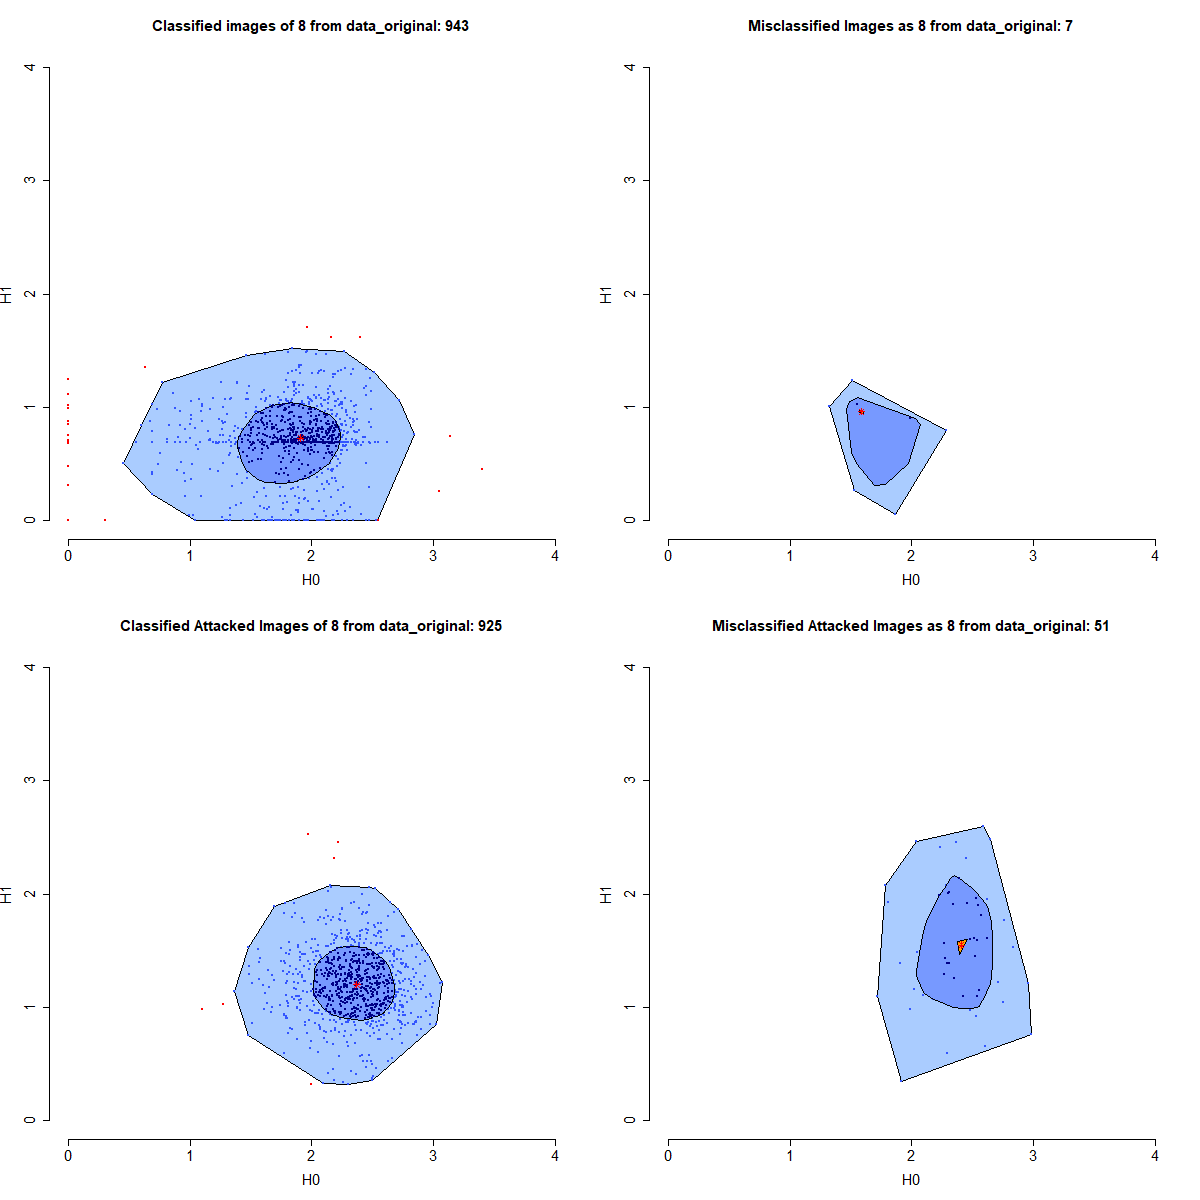 Classified images of 8 from data_original: 943
4
3
2
1
0
H1
0 1 2 3 4
H0
Misclassified Images as 8 from data_original: 7
4
3
2
1
0
H1
0 1 2 3 4
H0
Classified Attacked Images of 8 from data_original: 925
4
3
2
1
0
H1
0 1 2 3 4
H0
Misclassified Attacked Images as 8 from data_original: 51
4
3
2
1
0
H1
0 1 2 3 4
H0